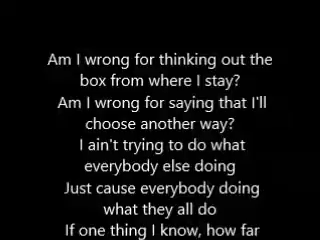 Am I wrong for thinking out the
box from where I stay?
Am I wrong for saying that I'll
choose another way?
I ain't trying to do what
everybody else doing
Just cause everybody doing
what they all do
If one thing I know, how far